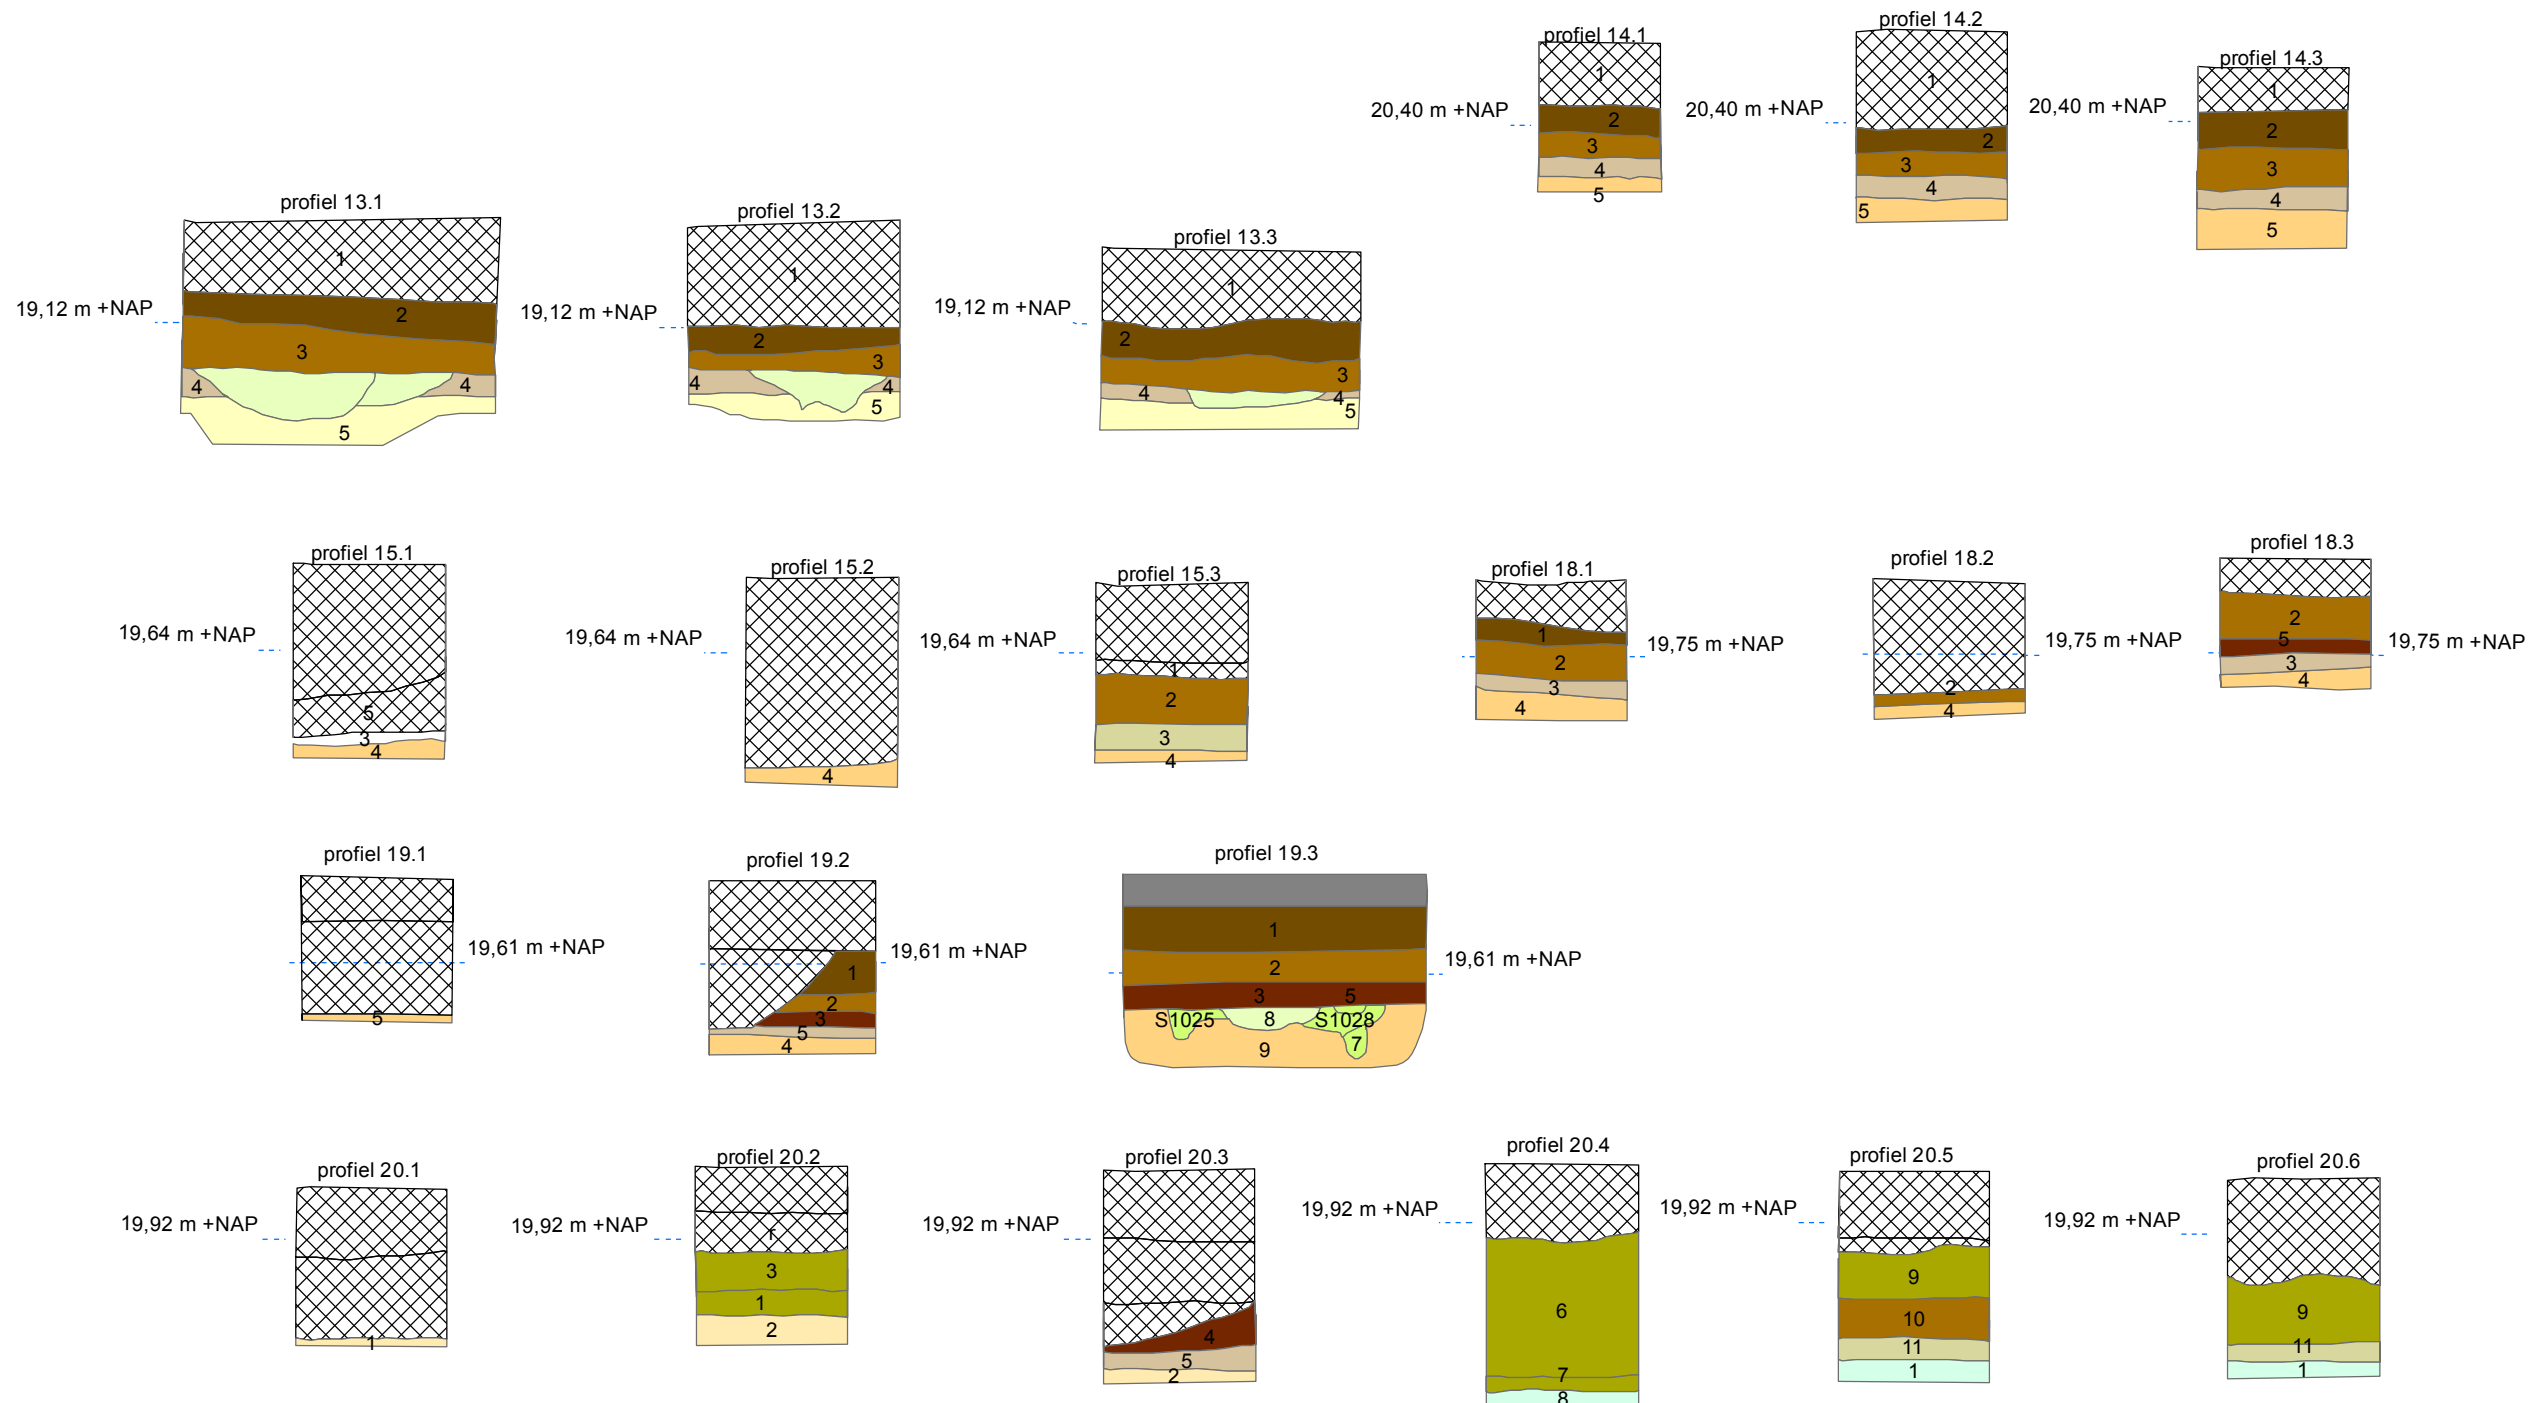 profiel 14.1
1
20,40 m +NAP
2
3
4
5
profiel 14.2
1
20,40 m +NAP
2
3
4
5
profiel 14.3
1
20,40 m +NAP
2
3
4
5
profiel 13.1
1
19,12 m +NAP
2
3
4
4
5
profiel 13.2
1
19,12 m +NAP
2
3
4
4
5
profiel 13.3
1
19,12 m +NAP
2
3
4
4
5
profiel 15.1
19,64 m +NAP
5
3
4
profiel 15.2
19,64 m +NAP
4
profiel 15.3
19,64 m +NAP
1
2
3
4
profiel 18.1
1
19,75 m +NAP
2
3
4
profiel 18.2
19,75 m +NAP
2
4
profiel 18.3
2
5
19,75 m +NAP
3
4
profiel 19.1
19,61 m +NAP
5
profiel 19.2
19,61 m +NAP
1
2
3
5
4
profiel 19.3
1
19,61 m +NAP
2
3 5
S1025 8 S1028
7
9
profiel 20.1
19,92 m +NAP
1
profiel 20.2
19,92 m +NAP
r
3
1
2
profiel 20.3
19,92 m +NAP
4
5
2
profiel 20.4
19,92 m +NAP
6
7
8
profiel 20.5
19,92 m +NAP
9
10
11
1
profiel 20.6
19,92 m +NAP
9
11
1